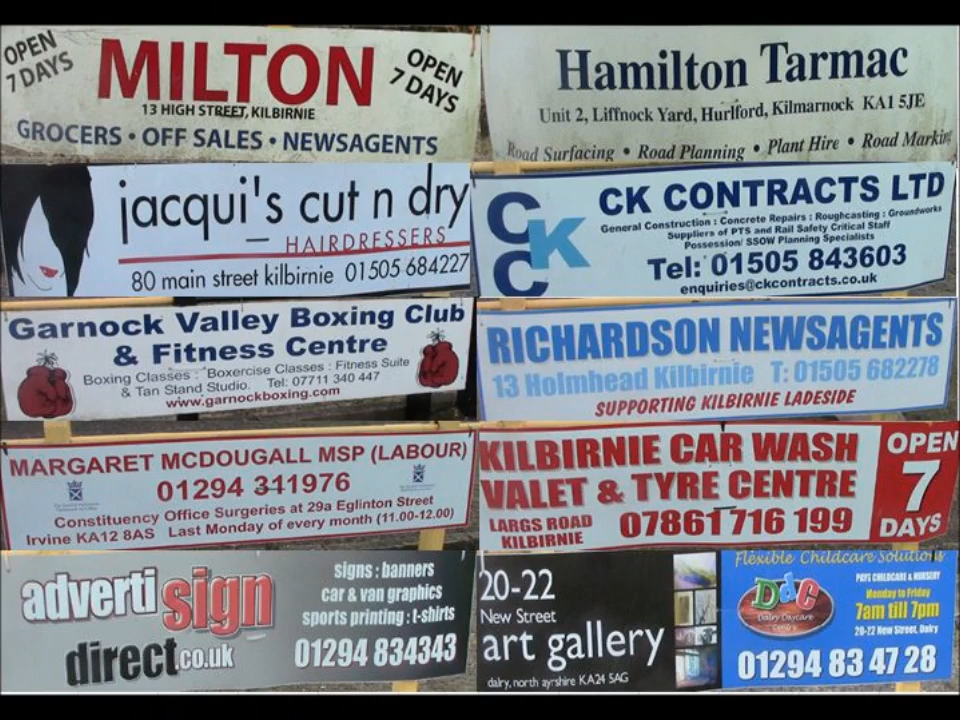 OPEN 7 DAYS
MILTON
OPEN 7 DAYS
13 HIGH STREET, KILBIRNIE
GROCERS • OFF SALES • NEWSAGENTS
Hamilton Tarmac
Unit 2, Liffnock Yard, Hurlford, Kilmarnock KA1 5JE
Road Surfacing • Road Planning • Plant Hire • Road Markin
jacqui's cut n dry
HAIRDRESSERS
80 main street kilbirnie 01505 684227
CKC
CK CONTRACTS LTD
General Construction : Concrete Repairs : Roughcasting : Groundworks
Suppliers of PTS and Rail Safety Critical Staff
Possession/ SSOW Planning Specialists
Tel: 01505 843603
enquiries@ckcontracts.co.uk
Garnock Valley Boxing Club
& Fitness Centre
Boxing Classes : Boxercise Classes : Fitness Suite
& Tan Stand Studio. Tel: 07711 340 447
www.garnockboxing.com
RICHARDSON NEWSAGENTS
13 Holmhead Kilbirnie T: 01505 682278
SUPPORTING KILBIRNIE LADESIDE
MARGARET MCDOUGALL MSP (LABOUR)
01294 311976
Constituency Office Surgeries at 29a Eglinton Street
Irvine KA12 8AS Last Monday of every month (11.00-12.00)
KILBIRNIE CAR WASH
VALET & TYRE CENTRE
LARGS ROAD
KILBIRNIE
07861 716 199
OPEN
7
DAYS
advertisign
direct.co.uk
signs : banners
car & van graphics
sports printing : t-shirts
01294 834343
20-22
New Street
art gallery
dalry, north ayrshire KA24 5AG
Flexible Childcare Solutions
DdC
Dalry Daycare
Centre
PAYS CHILDCARE & NURSERY
Monday to Friday
7am till 7pm
20-22 New Street, Dalry
01294 83 47 28